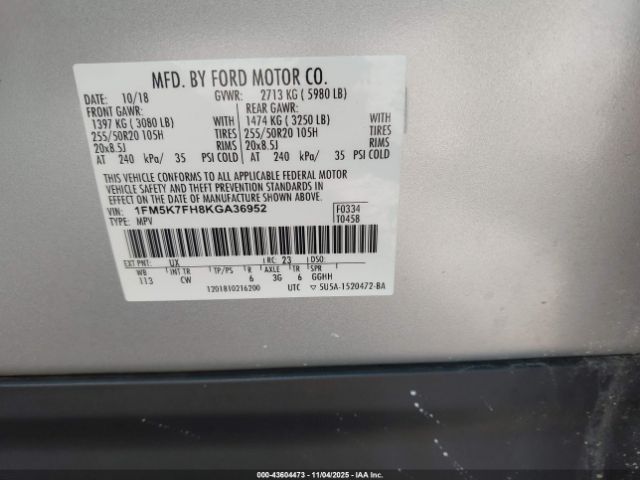 MFD. BY FORD MOTOR CO.
DATE: 10/18 GVWR: 2713 KG ( 5980 LB)
FRONT GAWR: REAR GAWR:
1397 KG ( 3080 LB) WITH 1474 KG ( 3250 LB) WITH
255/50R20 105H TIRES 255/50R20 105H TIRES
20x8.5J RIMS 20x8.5J RIMS
AT 240 kPa/ 35 PSI COLD AT 240 kPa/ 35 PSI COLD
THIS VEHICLE CONFORMS TO ALL APPLICABLE FEDERAL MOTOR
VEHICLE SAFETY AND THEFT PREVENTION STANDARDS IN
EFFECT ON THE DATE OF MANUFACTURE SHOWN ABOVE.
VIN: 1FM5K7FH8KGA36952 F0334
TYPE: MPV T0458
EXT PNT: UX RC: 23 DSO:
WB INT TR TP/PS R AXLE TR SPR
113 CW 6 3G 6 GGHH
1201810216200 UTC 5U5A-1520472-BA
000-43604473 - 11/04/2025 - IAA Inc.